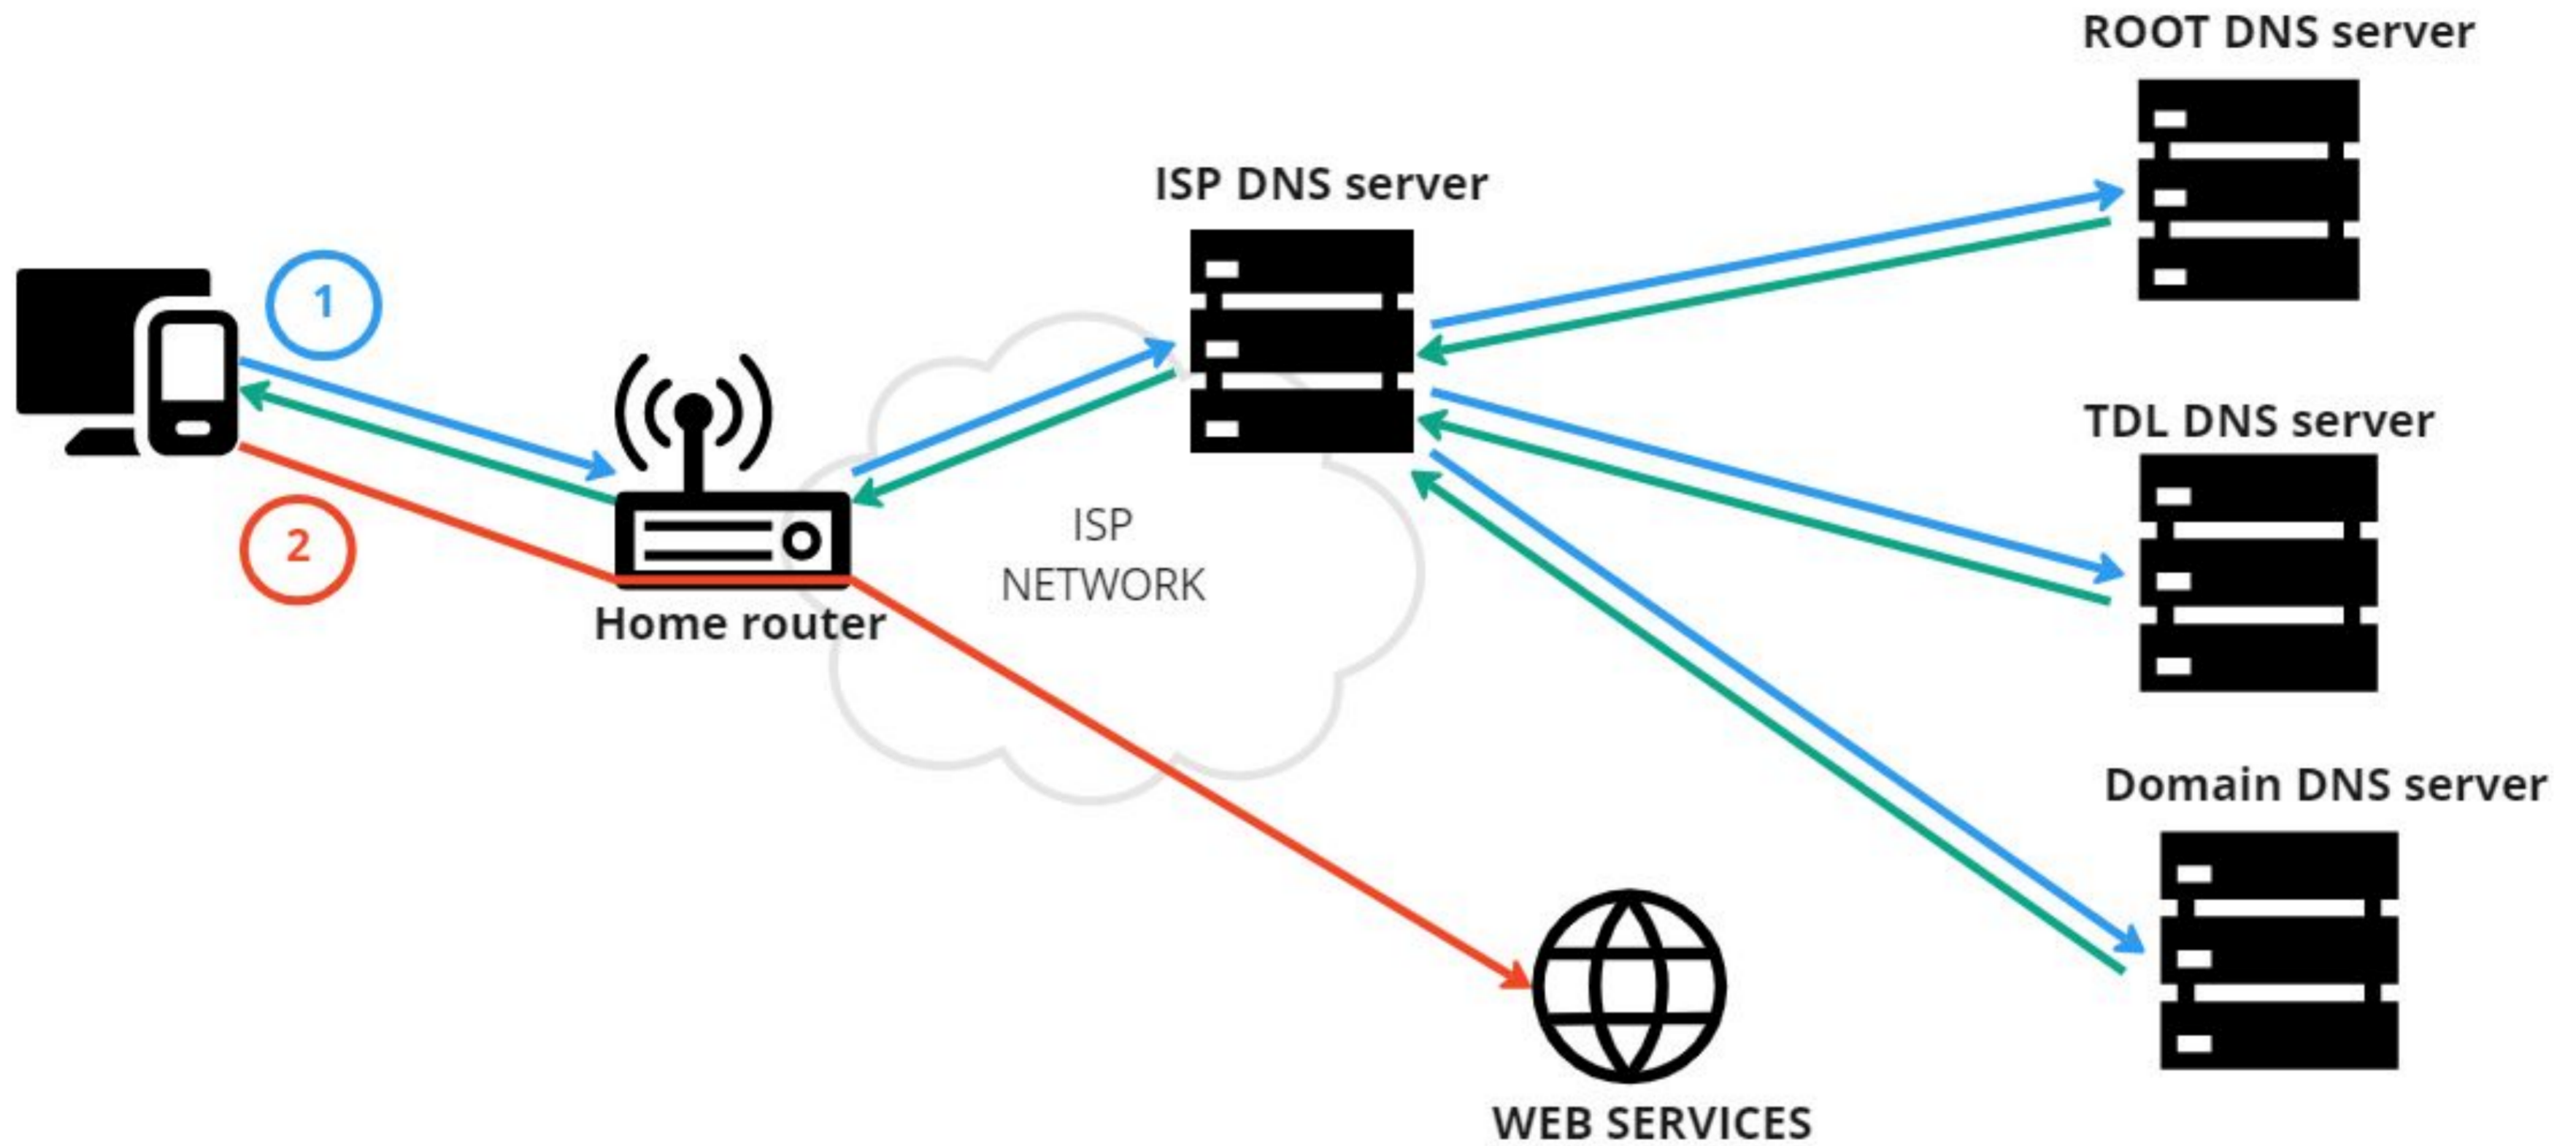 ROOT DNS server
ISP DNS server
1
TDL DNS server
ISP
NETWORK
2
Home router
Domain DNS server
WEB SERVICES